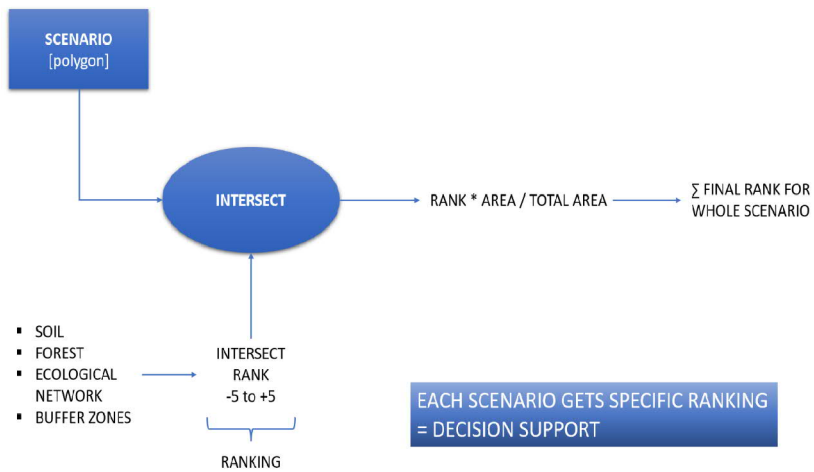 SCENARIO
[polygon]
INTERSECT
RANK * AREA / TOTAL AREA
∑ FINAL RANK FOR
WHOLE SCENARIO
▪ SOIL
▪ FOREST
▪ ECOLOGICAL
NETWORK
▪ BUFFER ZONES
INTERSECT
RANK
-5 to +5
RANKING
EACH SCENARIO GETS SPECIFIC RANKING
= DECISION SUPPORT